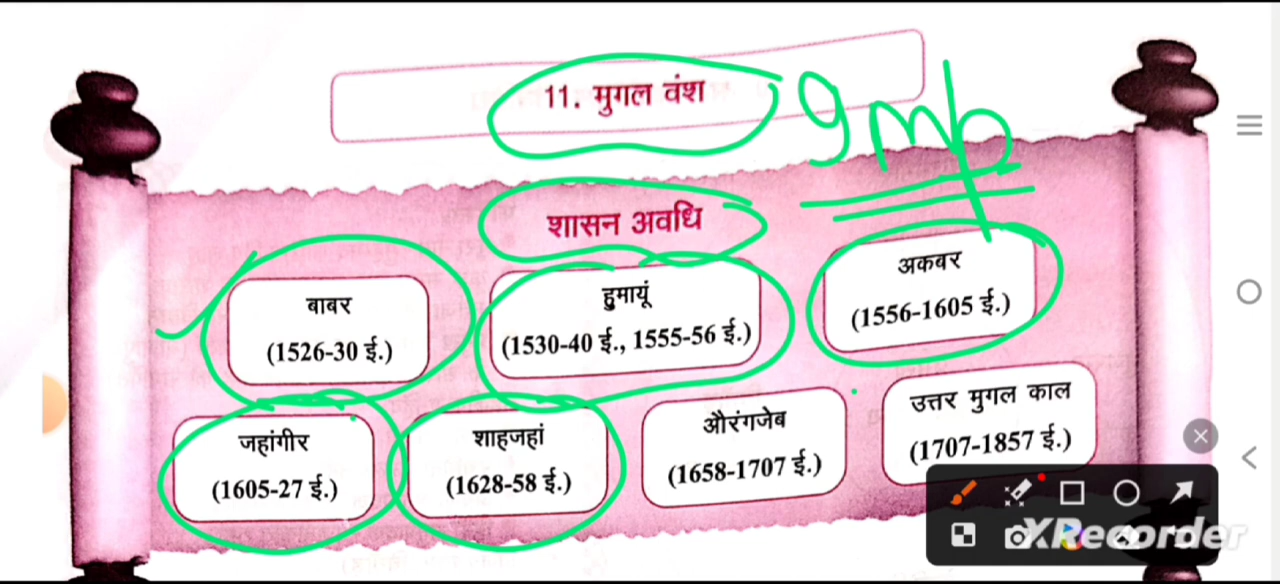 11. मुगल वंश
gmp
शासन अवधि
बाबर
(1526-30 ई.)
हुमायूं
(1530-40 ई., 1555-56 ई.)
अकबर
(1556-1605 ई.)
जहांगीर
(1605-27 ई.)
शाहजहां
(1628-58 ई.)
औरंगजेब
(1658-1707 ई.)
उत्तर मुगल काल
(1707-1857 ई.)
XRecorder